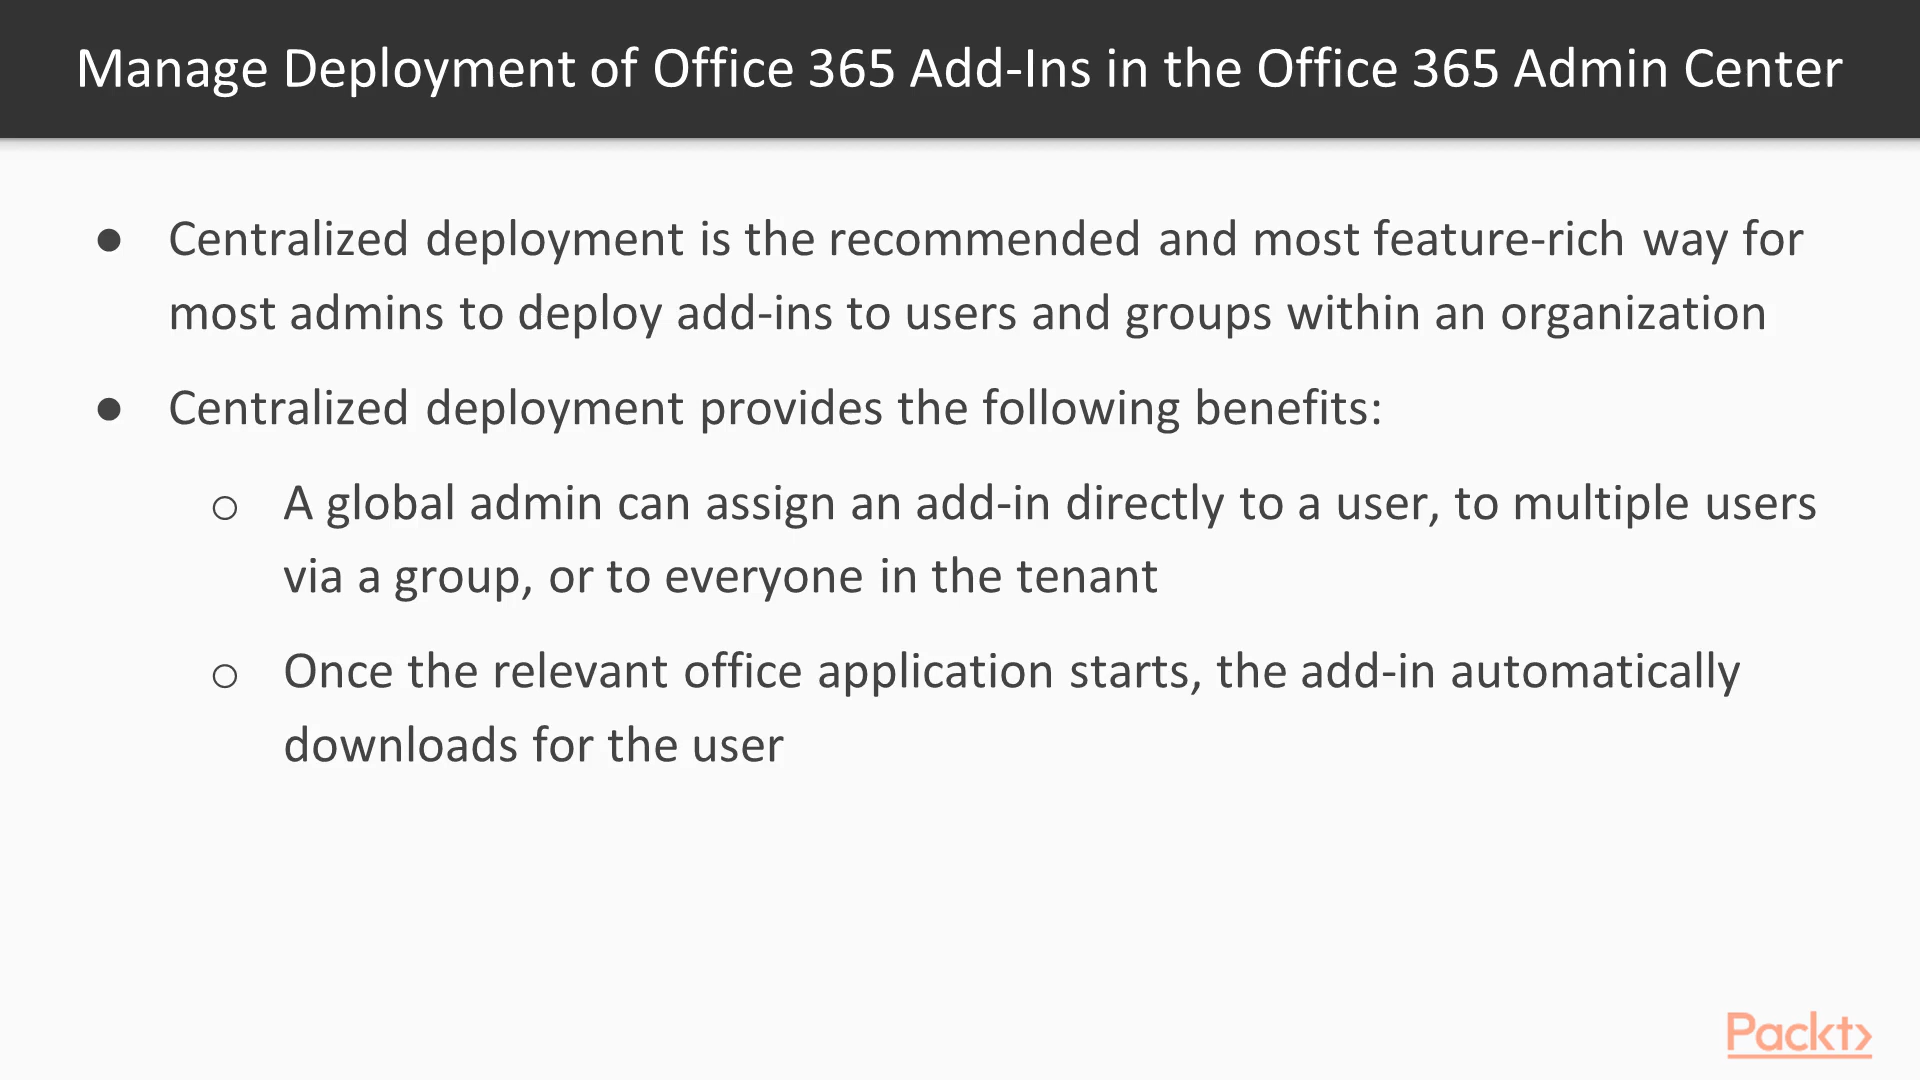 Manage Deployment of Office 365 Add-Ins in the Office 365 Admin Center
● Centralized deployment is the recommended and most feature-rich way for
most admins to deploy add-ins to users and groups within an organization
● Centralized deployment provides the following benefits:
○ A global admin can assign an add-in directly to a user, to multiple users
via a group, or to everyone in the tenant
○ Once the relevant office application starts, the add-in automatically
downloads for the user
Packt>